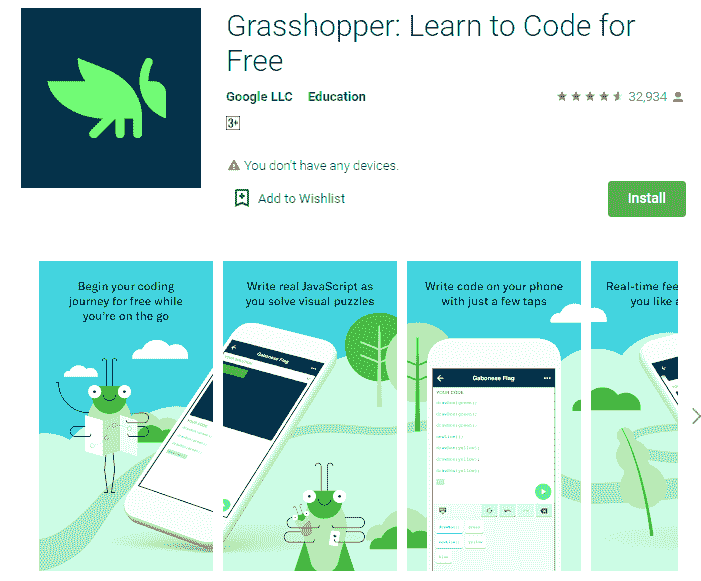 Grasshopper: Learn to Code for
Free
Google LLC Education
32,934
3+
You don't have any devices.
Add to Wishlist
Install
Begin your coding
journey for free while
you're on the go
Write real JavaScript as
you solve visual puzzles
Gabonese Flag
Write code on your phone
with just a few taps
Gabonese Flag
YOUR CODE
Real-time fee
you like a